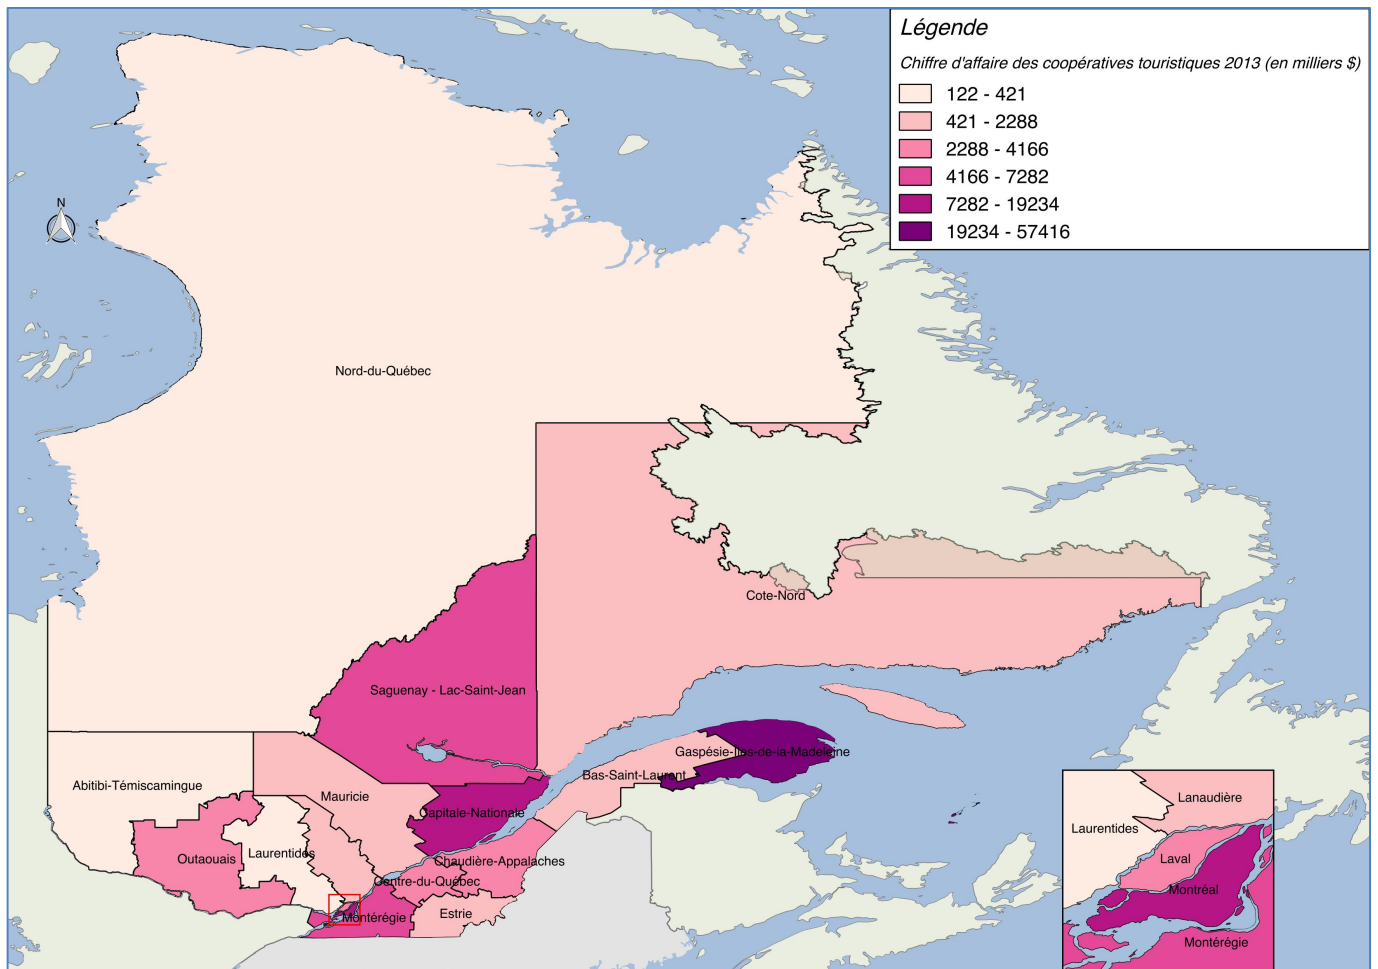 Légende
Chiffre d'affaire des coopératives touristiques 2013 (en milliers $)
122 - 421
421 - 2288
2288 - 4166
4166 - 7282
7282 - 19234
19234 - 57416
N
Nord-du-Québec
Cote-Nord
Saguenay - Lac-Saint-Jean
Gaspésie-Iles-de-la-Madeleine
Bas-Saint-Laurent
Abitibi-Témiscamingue
Mauricie
Capitale-Nationale
Outaouais
Laurentides
Chaudière-Appalaches
Centre-du-Québec
Estrie
Montérégie
Lanaudière
Laurentides
Laval
Montréal
Montérégie